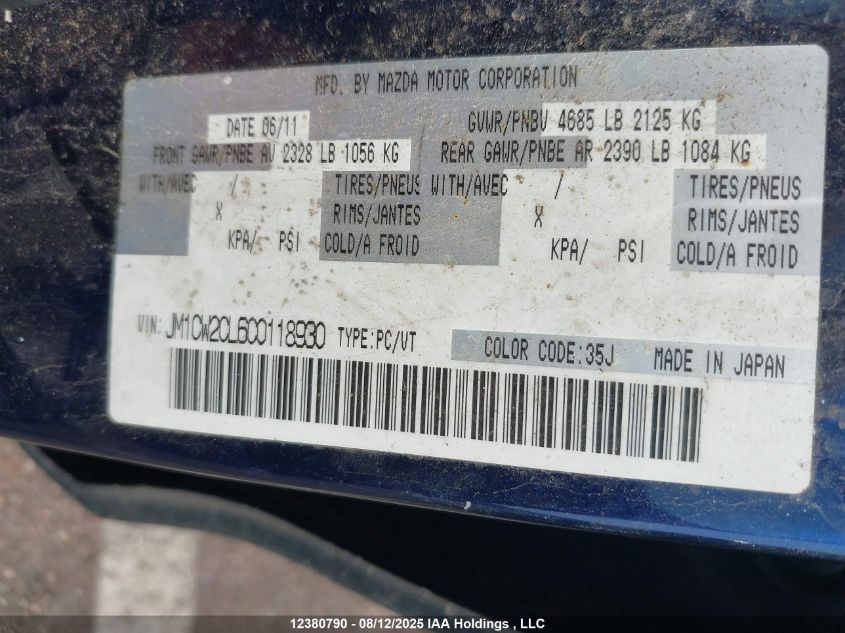 MFD. BY MAZDA MOTOR CORPORATION
DATE 06/11 GVWR/PNBV 4685 LB 2125 KG
FRONT GAWR/PNBE AV 2328 LB 1056 KG REAR GAWR/PNBE AR 2390 LB 1084 KG
WITH/AVEC / TIRES/PNEUS WITH/AVEC / TIRES/PNEUS
X RIMS/JANTES X RIMS/JANTES
KPA/ PSI COLD/A FROID KPA/ PSI COLD/A FROID
VIN: JM1CW2CL6C0118930 TYPE:PC/VT COLOR CODE:35J MADE IN JAPAN
12380790 - 08/12/2025 IAA Holdings , LLC